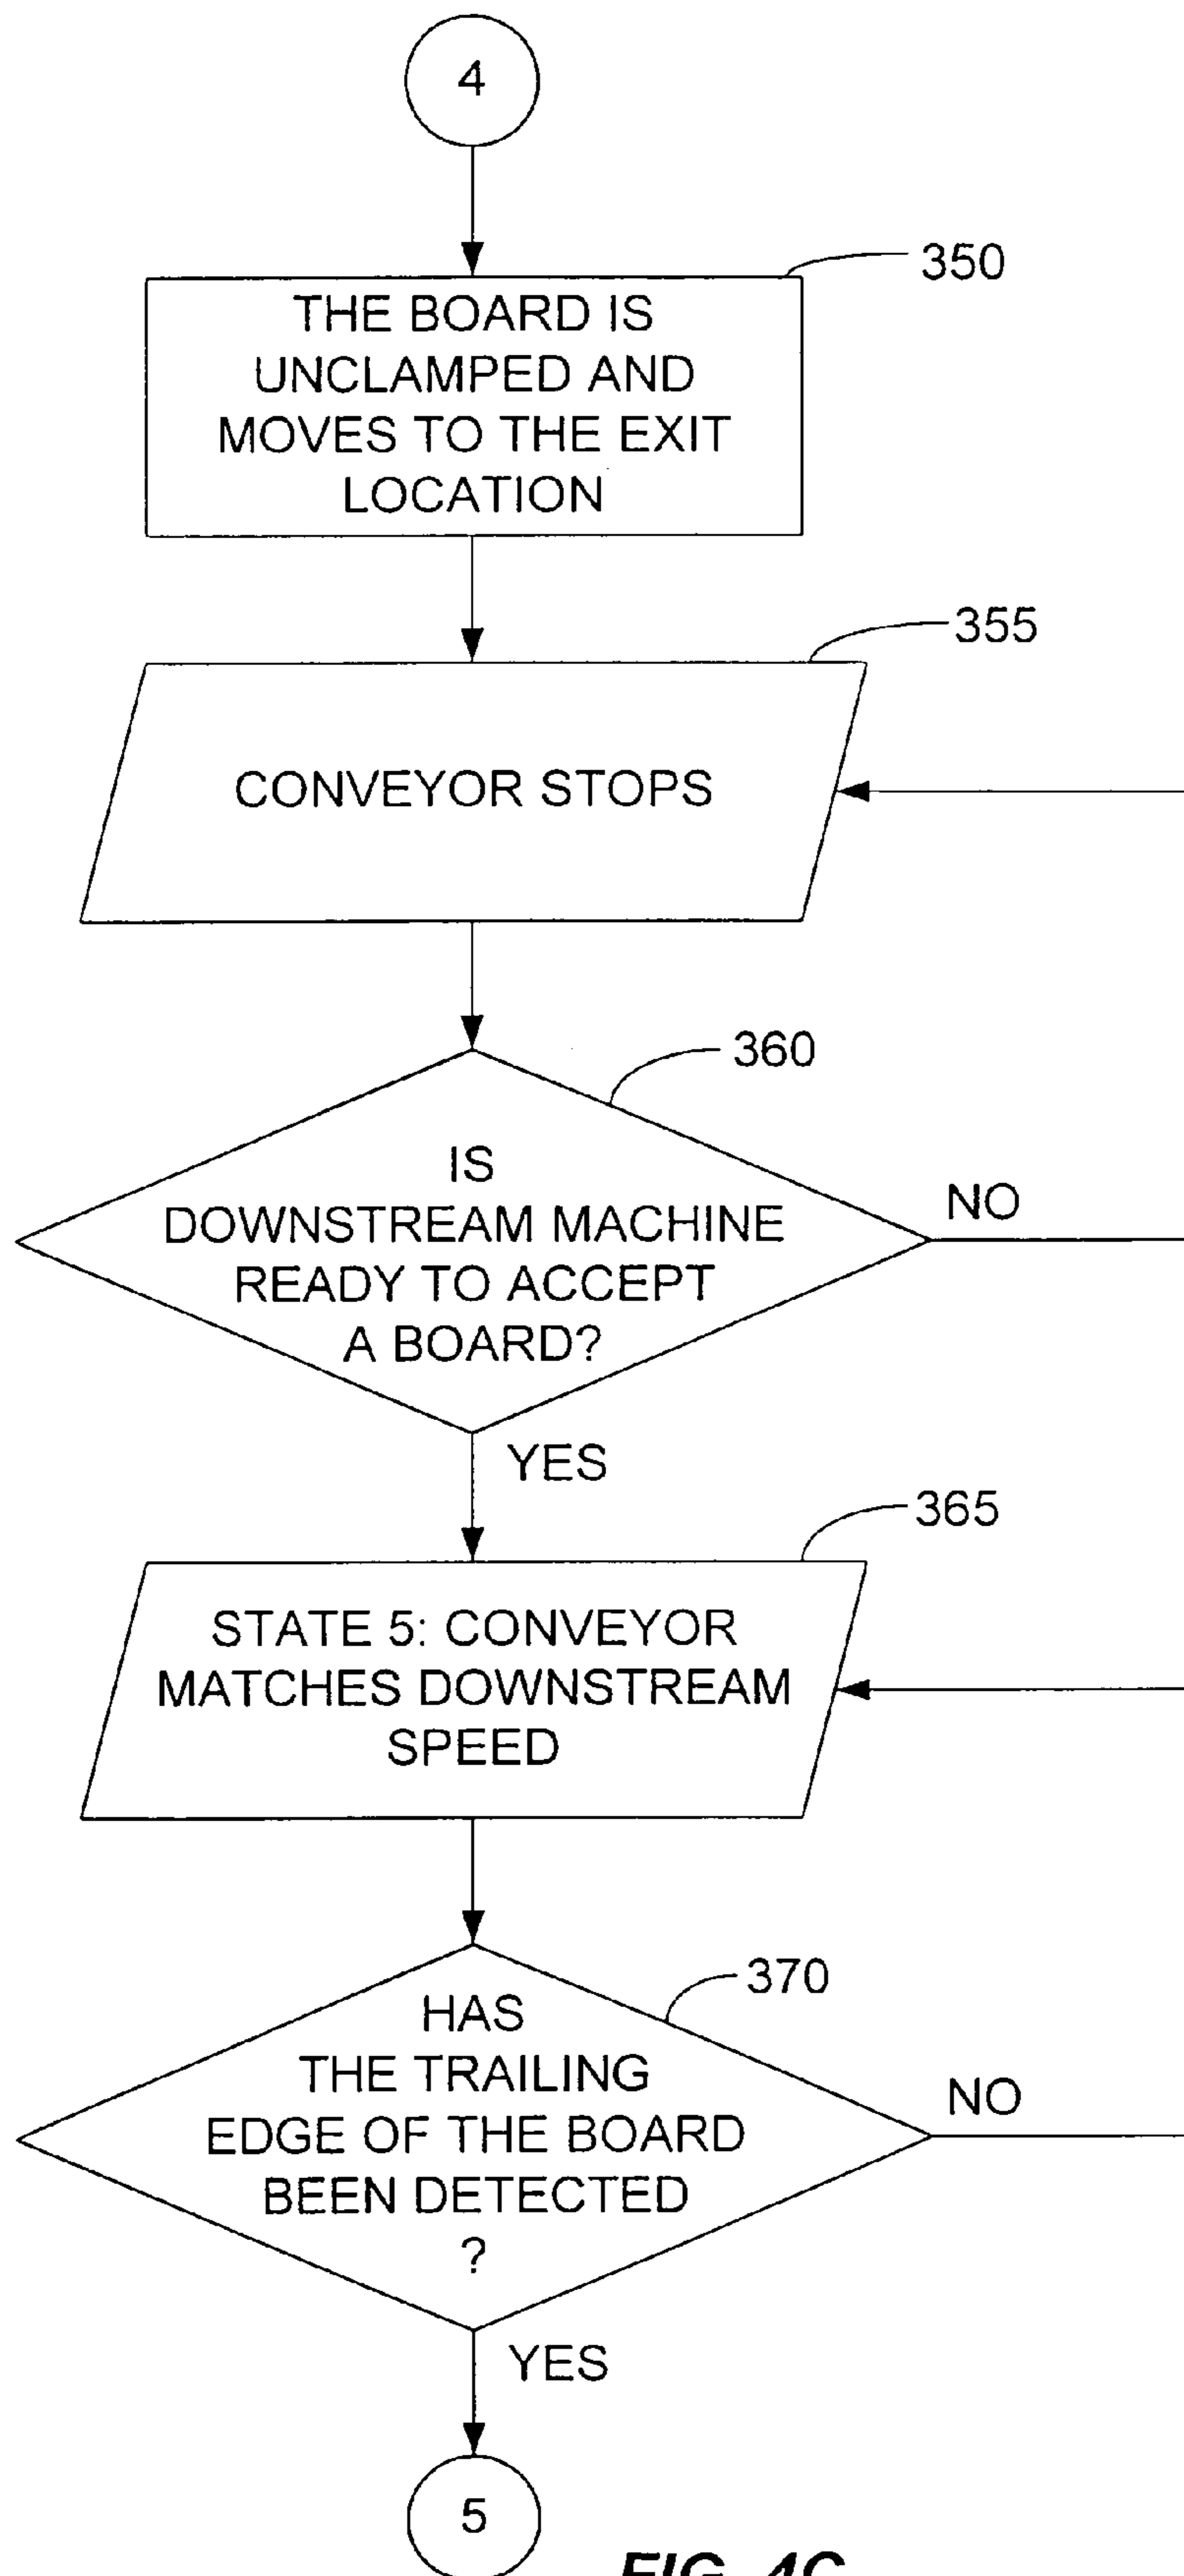 4
350
THE BOARD IS
UNCLAMPED AND
MOVES TO THE EXIT
LOCATION
355
CONVEYOR STOPS
360
IS
DOWNSTREAM MACHINE
READY TO ACCEPT
A BOARD?
NO
YES
365
STATE 5: CONVEYOR
MATCHES DOWNSTREAM
SPEED
370
HAS
THE TRAILING
EDGE OF THE BOARD
BEEN DETECTED
?
NO
YES
5
FIG. 4C